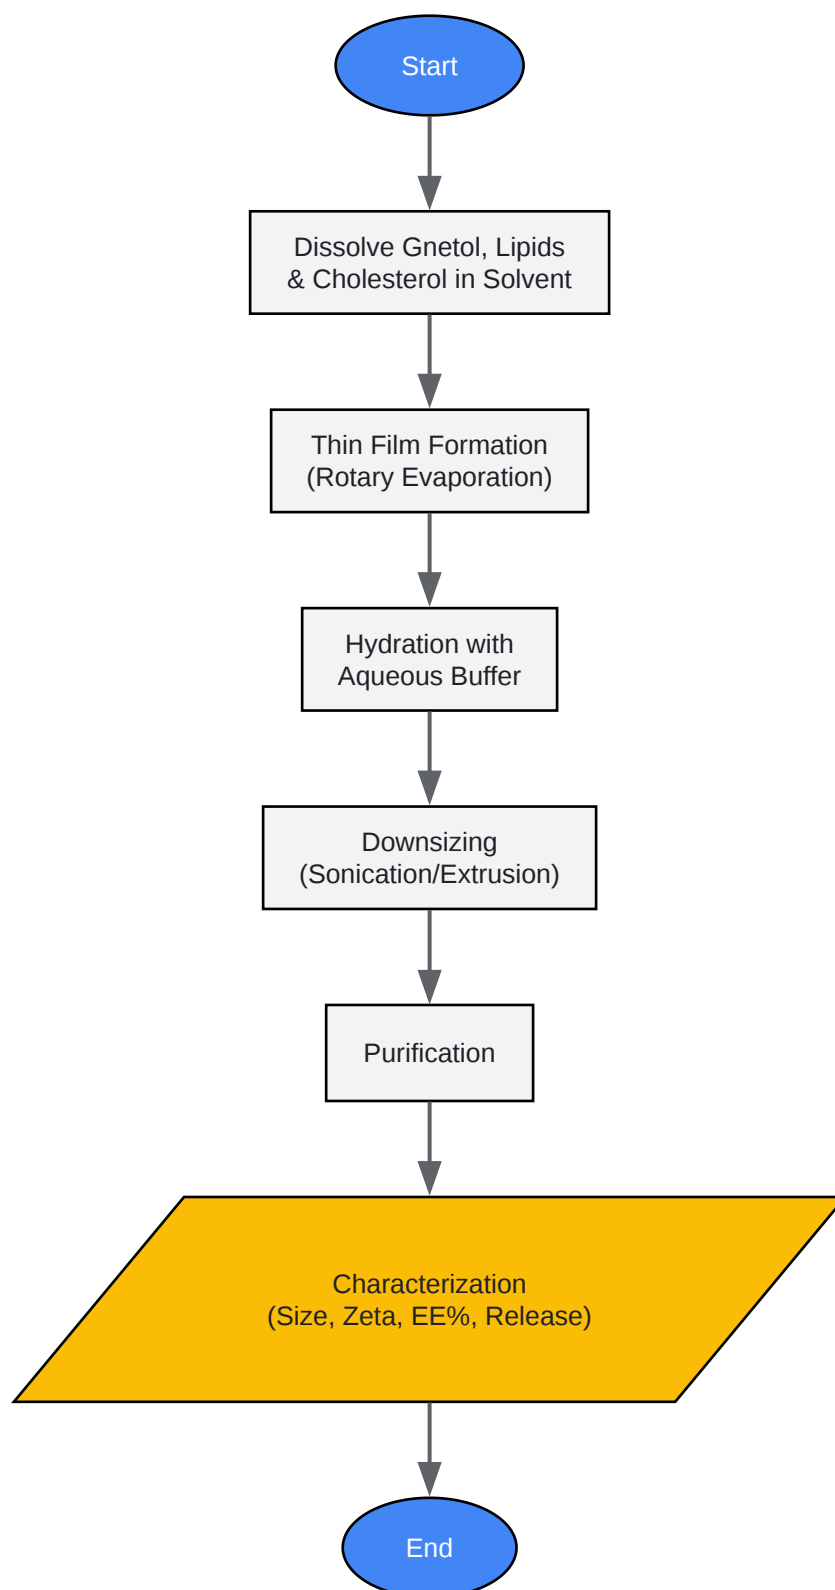 Start
Dissolve Gnetol, Lipids
& Cholesterol in Solvent
Thin Film Formation
(Rotary Evaporation)
Hydration with
Aqueous Buffer
Downsizing
(Sonication/Extrusion)
Purification
Characterization
(Size, Zeta, EE%, Release)
End